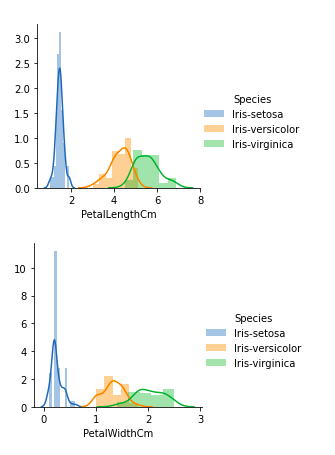 3.0
2.5
2.0
1.5
1.0
0.5
0.0
2 4 6 8
PetalLengthCm
Species
Iris-setosa
Iris-versicolor
Iris-virginica
10
8
6
4
2
0
0 1 2 3
PetalWidthCm
Species
Iris-setosa
Iris-versicolor
Iris-virginica